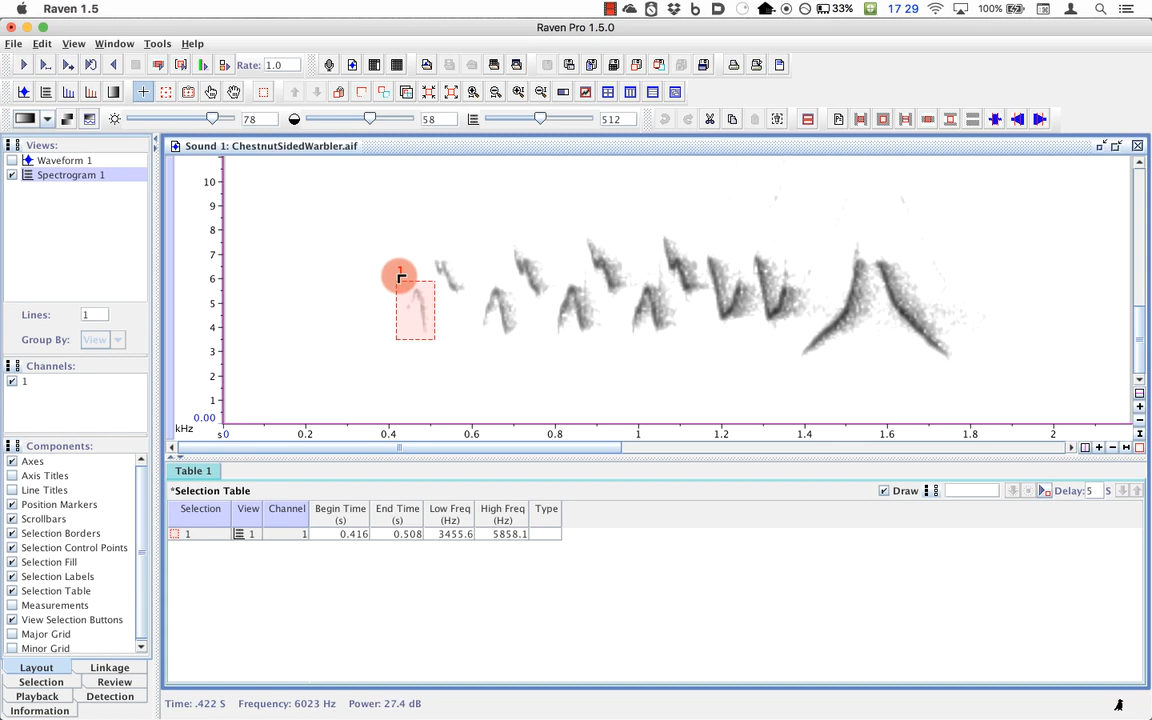 Raven 1.5 33% 17 29 100%
Raven Pro 1.5.0
File Edit View Window Tools Help
Rate: 1.0
78 58 512
Views:
Waveform 1
Spectrogram 1
Lines: 1
Group By: View
Channels:
1
Components:
Axes
Axis Titles
Line Titles
Position Markers
Scrollbars
Selection Borders
Selection Control Points
Selection Fill
Selection Labels
Selection Table
Measurements
View Selection Buttons
Major Grid
Minor Grid
Layout Linkage
Selection Review
Playback Detection
Information
Sound 1: ChestnutSidedWarbler.aif
10
9
8
7
6
5
4
3
2
1
0.00
kHz
1
s0 0.2 0.4 0.6 0.8 1 1.2 1.4 1.6 1.8 2
Table 1
*Selection Table Draw Delay: 5 S
Selection View Channel Begin Time (s) End Time (s) Low Freq (Hz) High Freq (Hz) Type
1 1 1 0.416 0.508 3455.6 5858.1
Time: .422 S Frequency: 6023 Hz Power: 27.4 dB